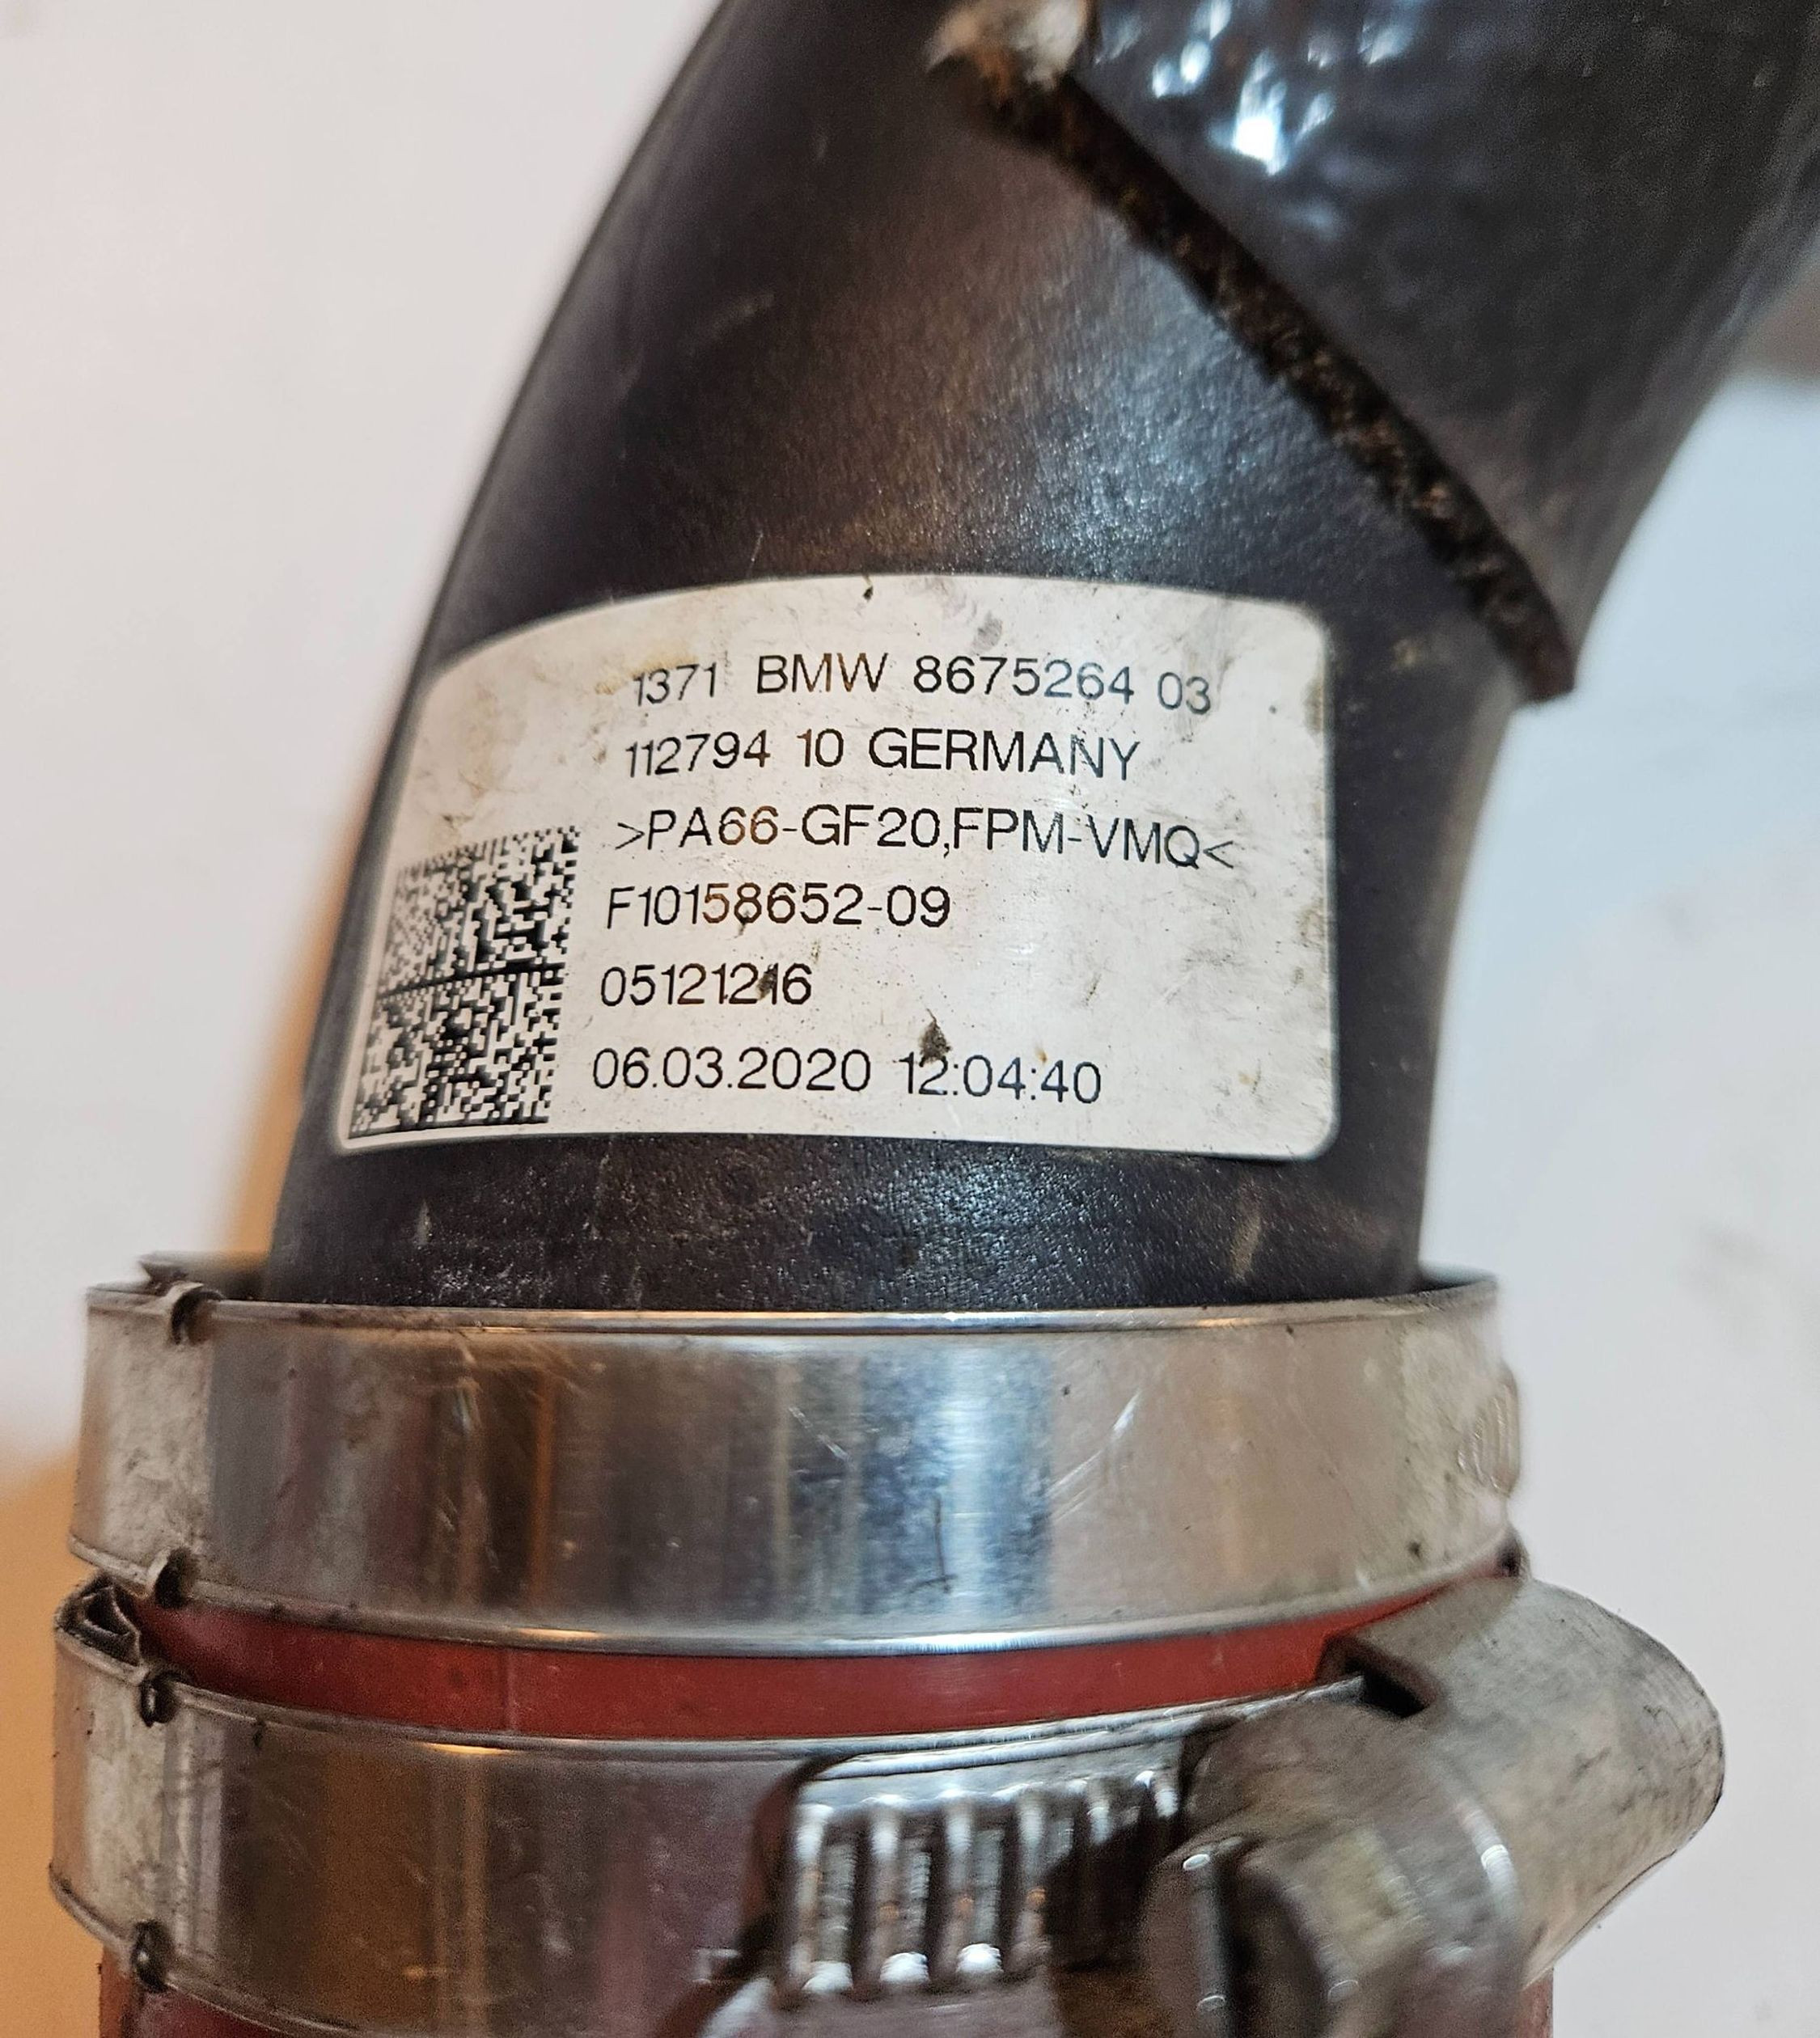 1371 BMW 8675264 03
112794 10 GERMANY
>PA66-GF20,FPM-VMQ<
F10158652-09
05121216
06.03.2020 12:04:40